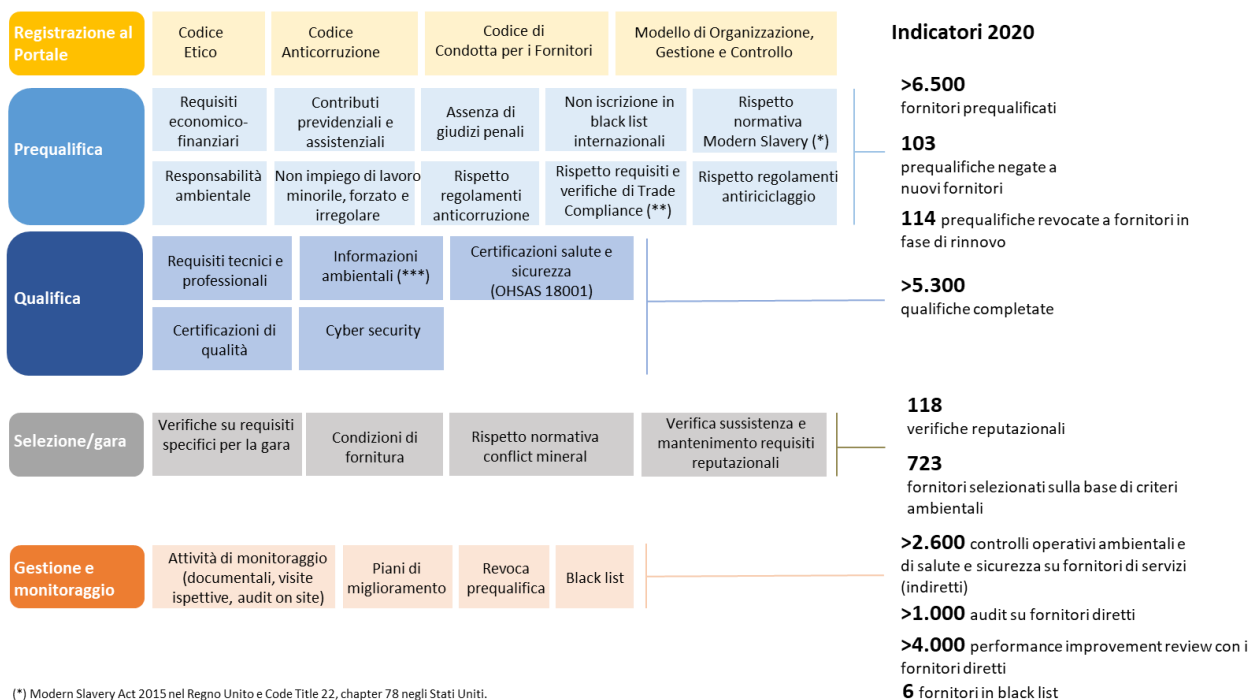 Registrazione al
Portale
Codice
Etico
Codice
Anticorruzione
Codice di
Condotta per i Fornitori
Modello di Organizzazione,
Gestione e Controllo
Indicatori 2020
Prequalifica
Requisiti
economico-
finanziari
Contributi
previdenziali e
assistenziali
Assenza di
giudizi penali
Non iscrizione in
black list
internazionali
Rispetto
normativa
Modern Slavery (*)
Responsabilità
ambientale
Non impiego di lavoro
minorile, forzato e
irregolare
Rispetto
regolamenti
anticorruzione
Rispetto requisiti e
verifiche di Trade
Compliance (**)
Rispetto regolamenti
antiriciclaggio
>6.500
fornitori prequalificati
103
prequalifiche negate a
nuovi fornitori
114 prequalifiche revocate a fornitori in
fase di rinnovo
Qualifica
Requisiti tecnici e
professionali
Informazioni
ambientali (***)
Certificazioni salute e
sicurezza
(OHSAS 18001)
Certificazioni di
qualità
Cyber security
>5.300
qualifiche completate
Selezione/gara
Verifiche su requisiti
specifici per la gara
Condizioni di
fornitura
Rispetto normativa
conflict mineral
Verifica sussistenza e
mantenimento requisiti
reputazionali
118
verifiche reputazionali
723
fornitori selezionati sulla base di criteri
ambientali
Gestione e
monitoraggio
Attività di monitoraggio
(documentali, visite
ispettive, audit on site)
Piani di
miglioramento
Revoca
prequalifica
Black list
>2.600 controlli operativi ambientali e
di salute e sicurezza su fornitori di servizi
(indiretti)
>1.000 audit su fornitori diretti
>4.000 performance improvement review con i
fornitori diretti
6 fornitori in black list
(*) Modern Slavery Act 2015 nel Regno Unito e Code Title 22, chapter 78 negli Stati Uniti.